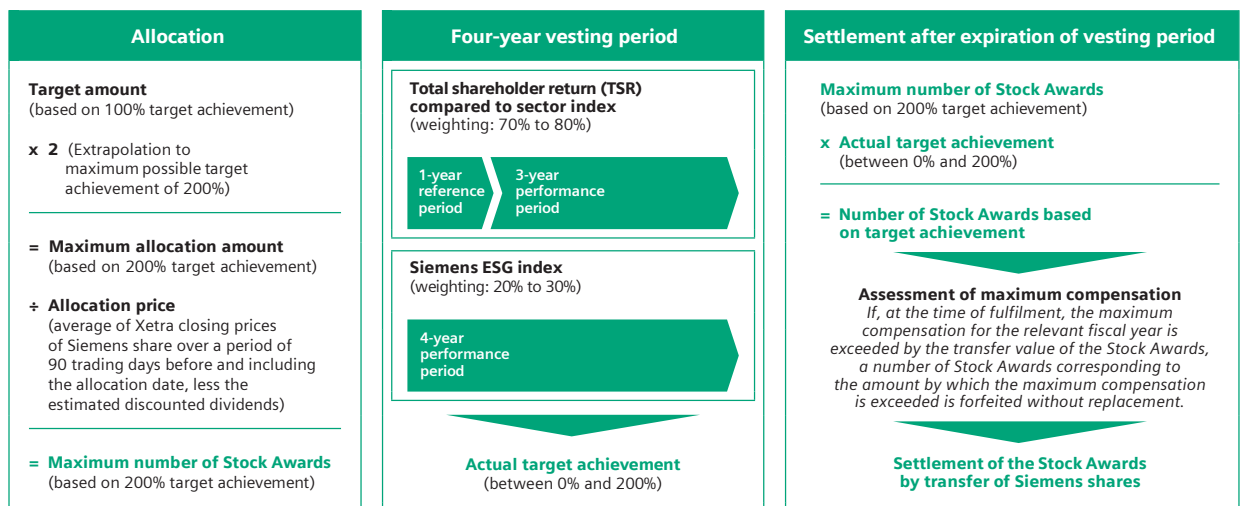 Allocation
Target amount
(based on 100% target achievement)
x 2 (Extrapolation to
maximum possible target
achievement of 200%)
= Maximum allocation amount
(based on 200% target achievement)
÷ Allocation price
(average of Xetra closing prices
of Siemens share over a period of
90 trading days before and including
the allocation date, less the
estimated discounted dividends)
= Maximum number of Stock Awards
(based on 200% target achievement)
Four-year vesting period
Total shareholder return (TSR)
compared to sector index
(weighting: 70% to 80%)
1-year
reference
period
3-year
performance
period
Siemens ESG index
(weighting: 20% to 30%)
4-year
performance
period
Actual target achievement
(between 0% and 200%)
Settlement after expiration of vesting period
Maximum number of Stock Awards
(based on 200% target achievement)
x Actual target achievement
(between 0% and 200%)
= Number of Stock Awards based
on target achievement
Assessment of maximum compensation
If, at the time of fulfilment, the maximum
compensation for the relevant fiscal year is
exceeded by the transfer value of the Stock Awards,
a number of Stock Awards corresponding to
the amount by which the maximum compensation
is exceeded is forfeited without replacement.
Settlement of the Stock Awards
by transfer of Siemens shares